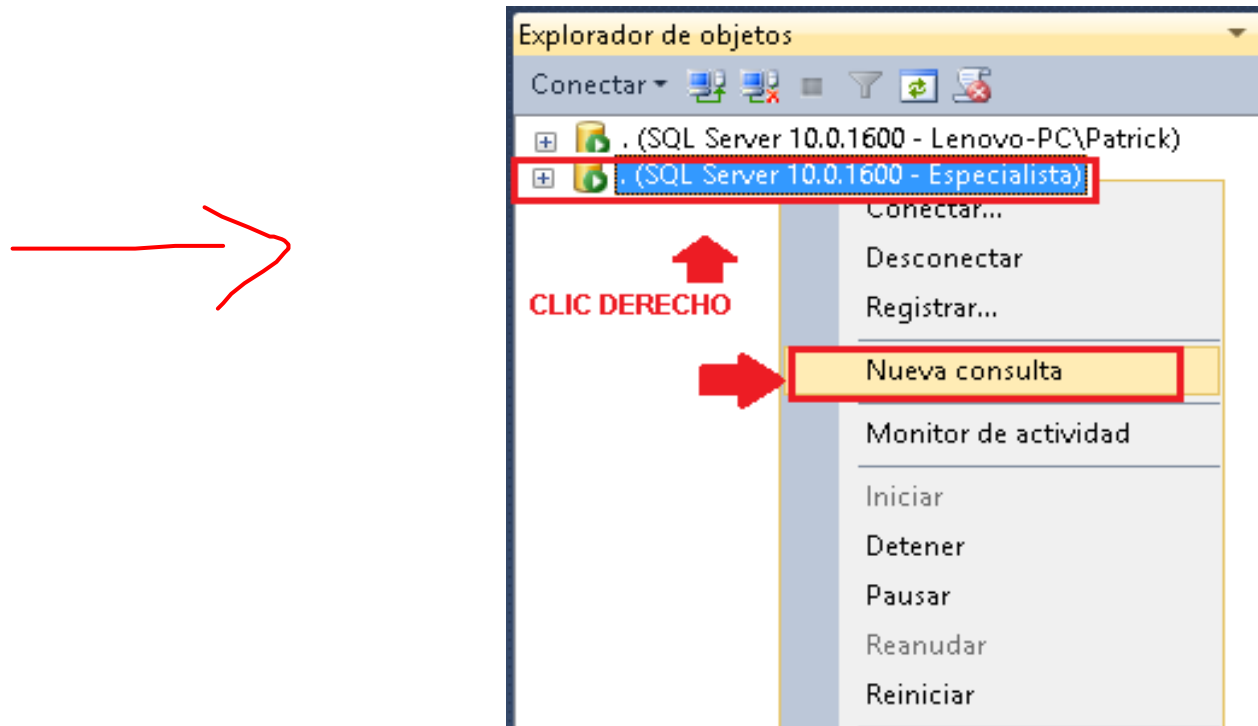 Explorador de objetos
Conectar
. (SQL Server 10.0.1600 - Lenovo-PC\Patrick)
. (SQL Server 10.0.1600 - Especialista)
Conectar...
Desconectar
CLIC DERECHO
Registrar...
Nueva consulta
Monitor de actividad
Iniciar
Detener
Pausar
Reanudar
Reiniciar